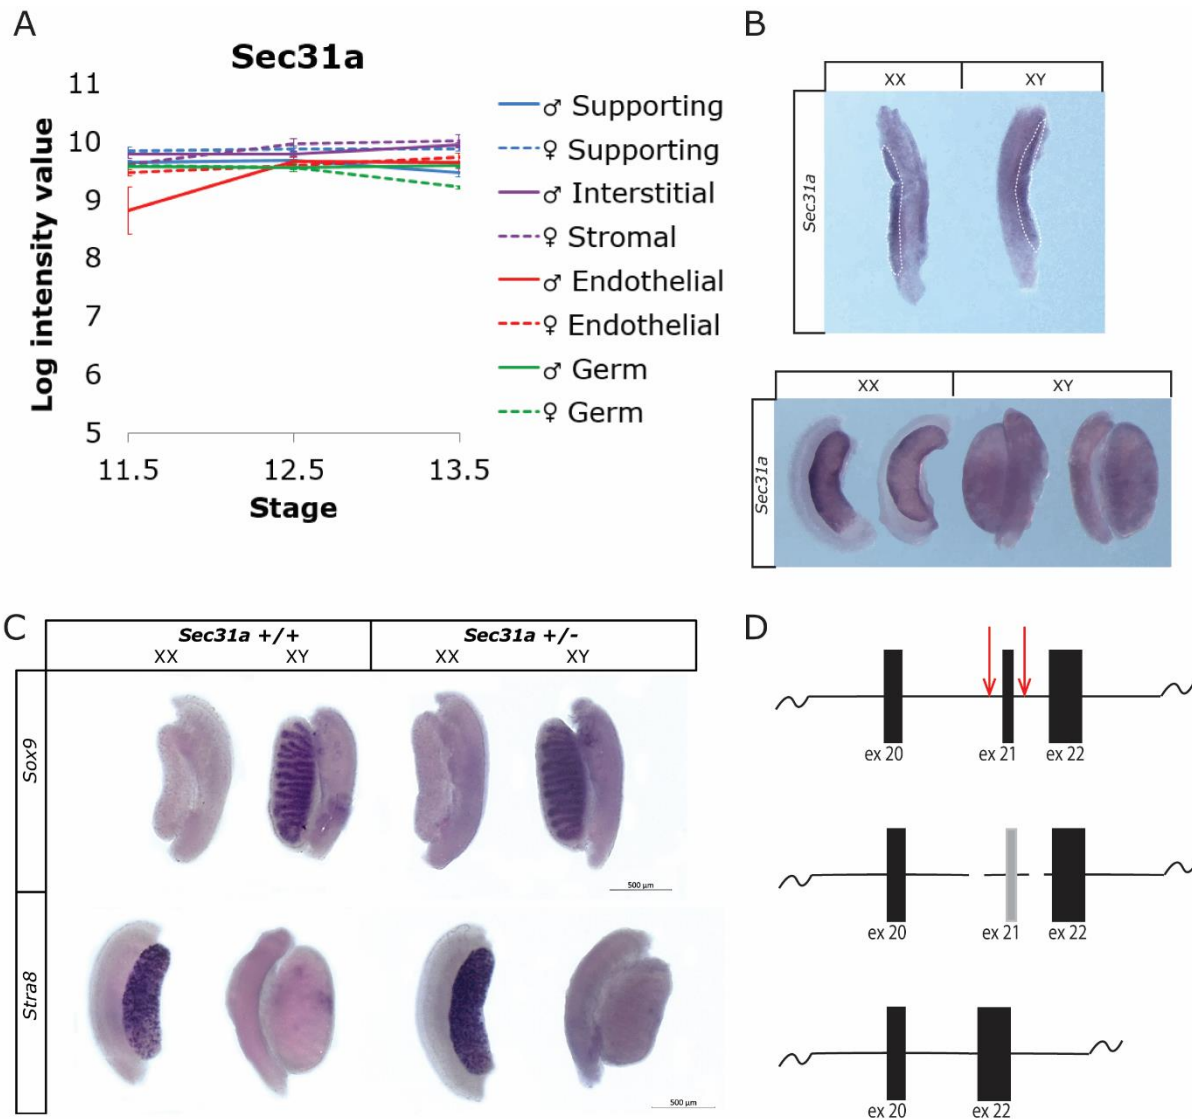 A
Sec31a
Log intensity value
11
10
9
8
7
6
5
11.5 12.5 13.5
Stage
♂ Supporting
♀ Supporting
♂ Interstitial
♀ Stromal
♂ Endothelial
♀ Endothelial
♂ Germ
♀ Germ
B
XX XY
Sec31a
XX XY
Sec31a
C
Sec31a +/+ Sec31a +/-
XX XY XX XY
Sox9
500 µm
Stra8
500 µm
D
ex 20 ex 21 ex 22
ex 20 ex 21 ex 22
ex 20 ex 22